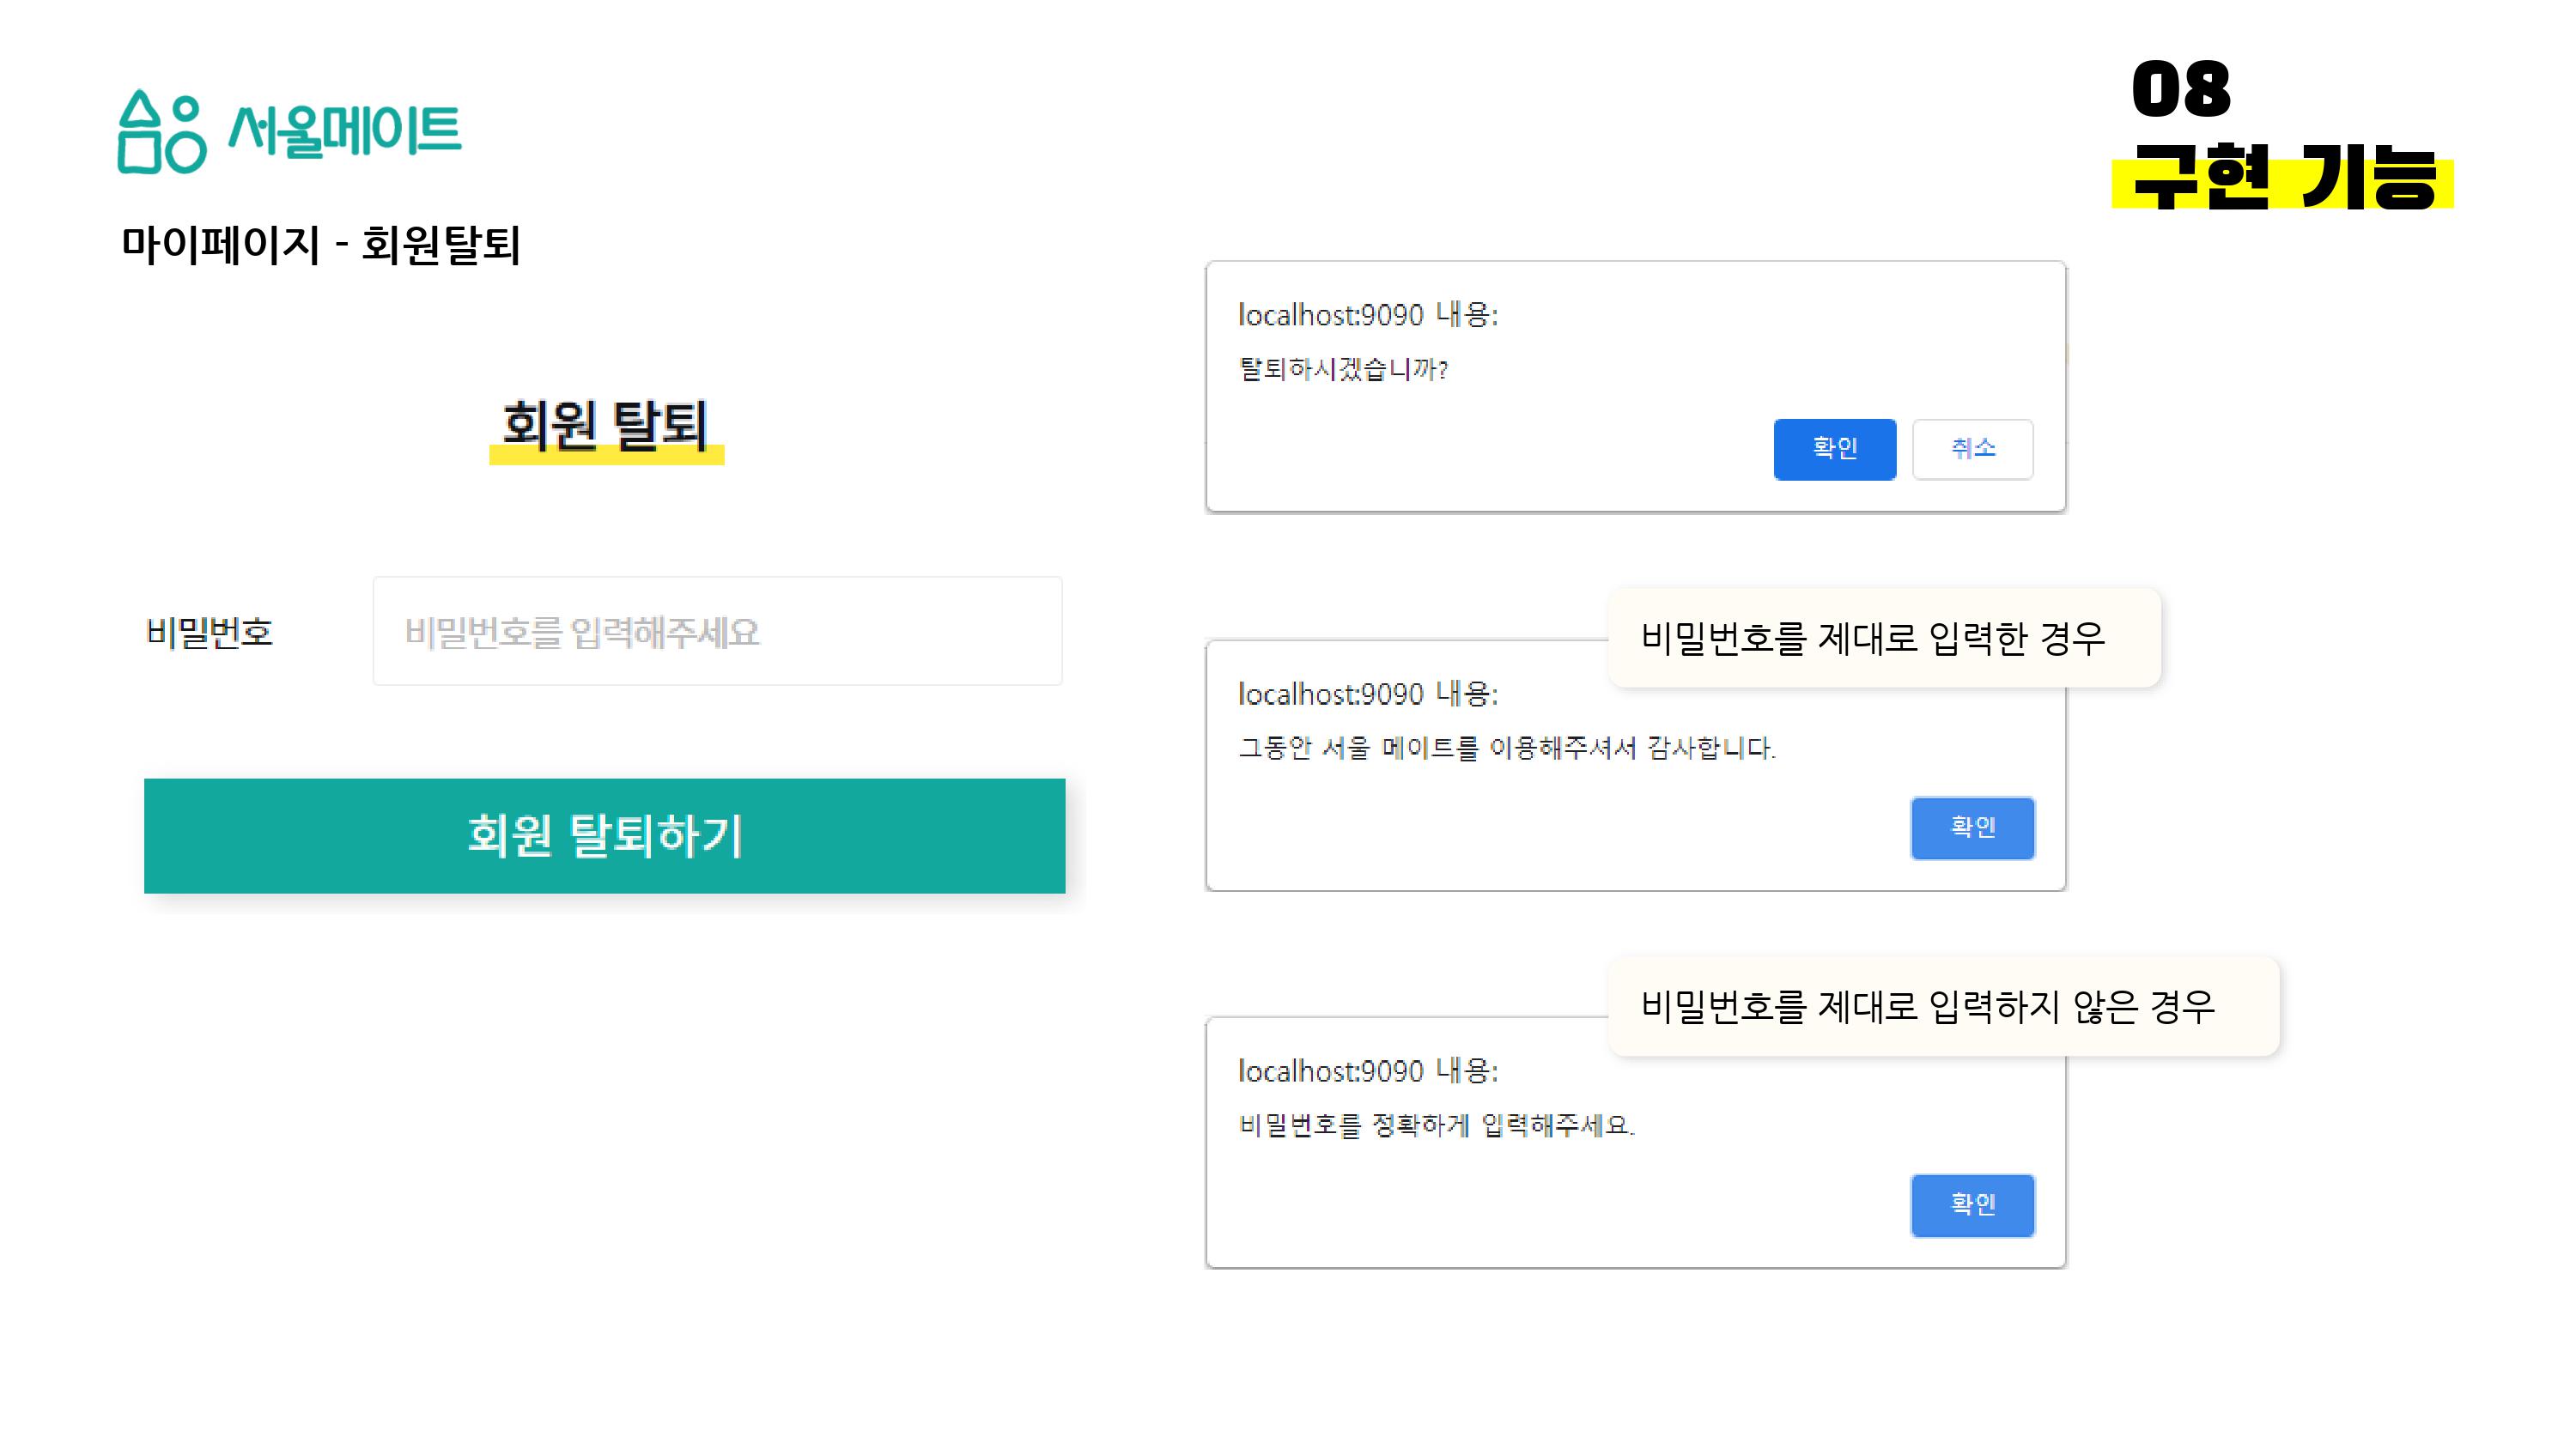 서울메이트
08
구현 기능
마이페이지 - 회원탈퇴
회원 탈퇴
비밀번호
비밀번호를 입력해주세요
회원 탈퇴하기
localhost:9090 내용:
탈퇴하시겠습니까?
확인
취소
비밀번호를 제대로 입력한 경우
localhost:9090 내용:
그동안 서울 메이트를 이용해주셔서 감사합니다.
확인
비밀번호를 제대로 입력하지 않은 경우
localhost:9090 내용:
비밀번호를 정확하게 입력해주세요.
확인